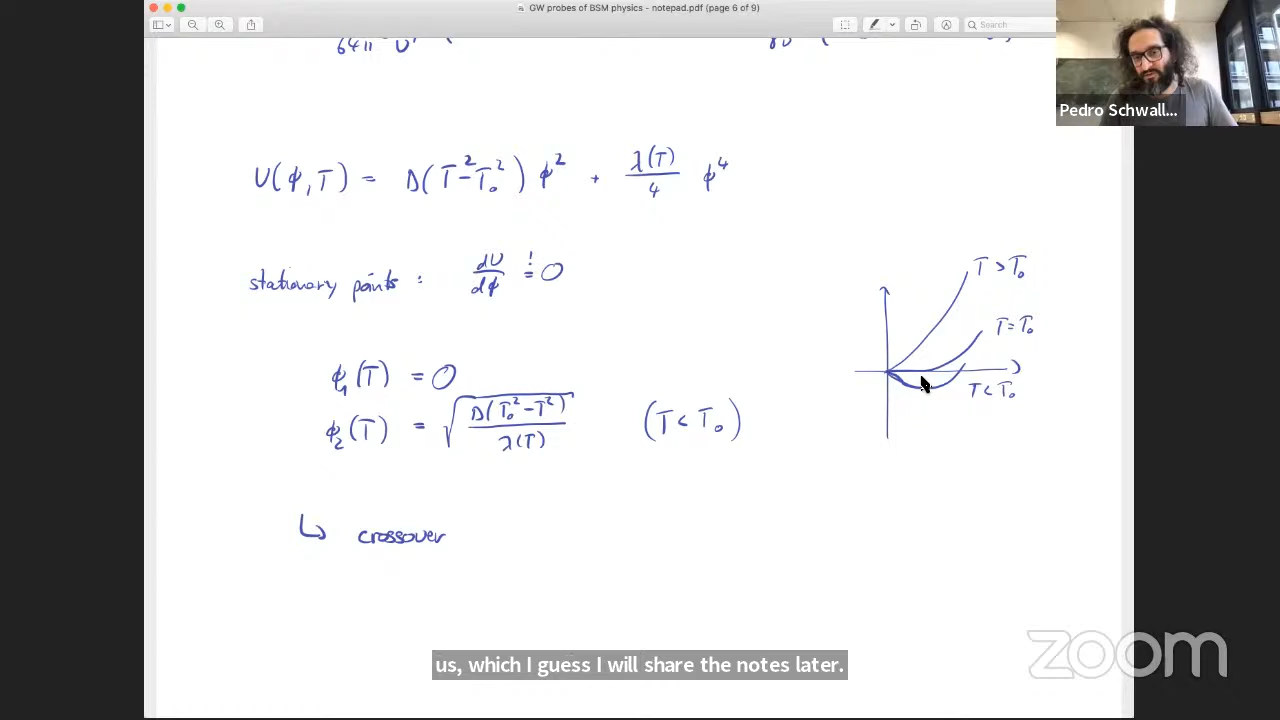 GW probes of BSM physics - notepad.pdf (page 6 of 9)
Search
64π
Pedro Schwall...
U(ϕ,T) = D(T²-T₀²) ϕ² + λ(T)/4 ϕ⁴
stationary points : dU/dϕ != 0
T > T₀
T = T₀
T < T₀
ϕ₁(T) = 0
ϕ₂(T) = √(D(T₀²-T²)/λ(T)) (T < T₀)
↳ crossover
us, which I guess I will share the notes later.
zoom